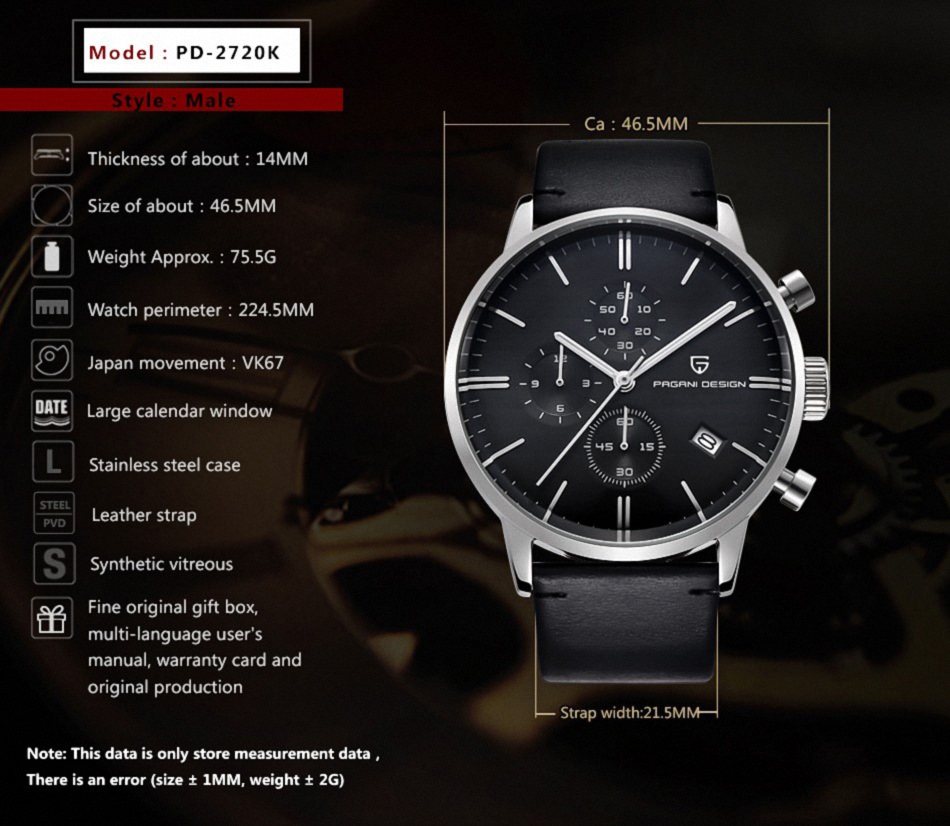 Model : PD-2720K
Style : Male
Ca : 46.5MM
Thickness of about : 14MM
Size of about : 46.5MM
Weight Approx. : 75.5G
Watch perimeter : 224.5MM
Japan movement : VK67
DATE
Large calendar window
L
Stainless steel case
STEEL
PVD
Leather strap
S
Synthetic vitreous
Fine original gift box,
multi-language user's
manual, warranty card and
original production
60
50 10
40 20
30
12
9 3
6
PAGANI DESIGN
60
45 15
30
8
Strap width:21.5MM
Note: This data is only store measurement data ,
There is an error (size ± 1MM, weight ± 2G)